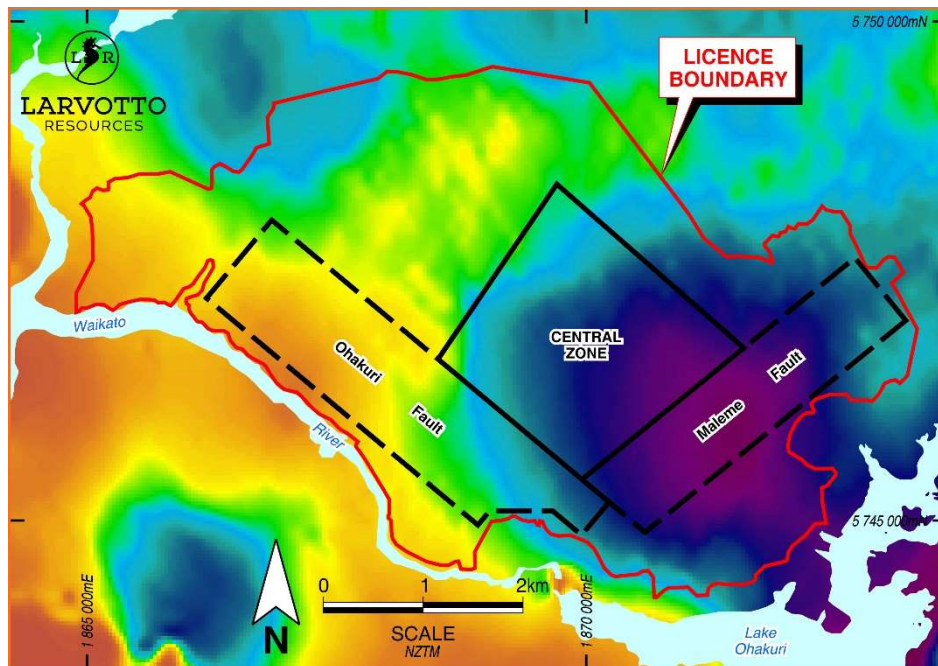 5 750 000mN
L R
LARVOTTO
RESOURCES
LICENCE
BOUNDARY
Waikato
River
Ohakuri
Fault
CENTRAL
ZONE
Maleme
Fault
5 745 000mN
1 865 000mE
N
0 1 2km
SCALE
NZTM
1 870 000mE
Lake
Ohakuri